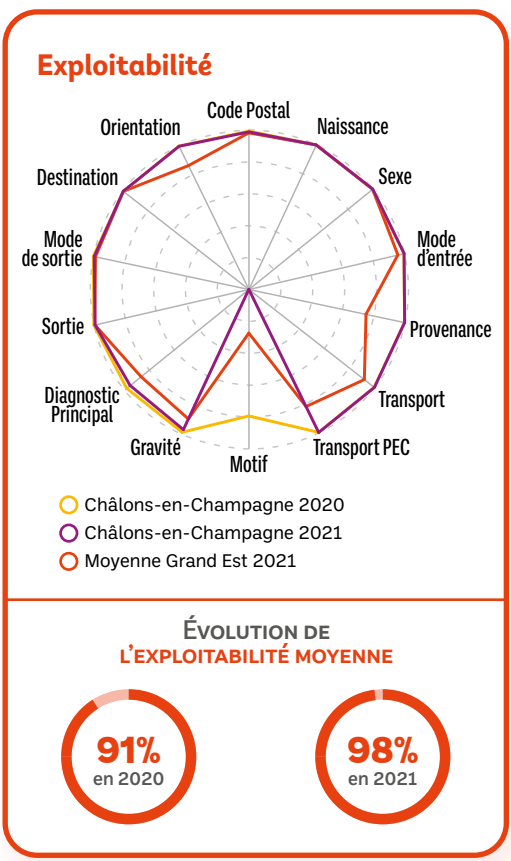 Exploitabilité
Code Postal
Orientation
Naissance
Destination
Sexe
Mode
de sortie
Mode
d'entrée
Sortie
Provenance
Diagnostic
Principal
Transport
Gravité
Transport PEC
Motif
Châlons-en-Champagne 2020
Châlons-en-Champagne 2021
Moyenne Grand Est 2021
Évolution de
l'exploitabilité moyenne
91%
en 2020
98%
en 2021